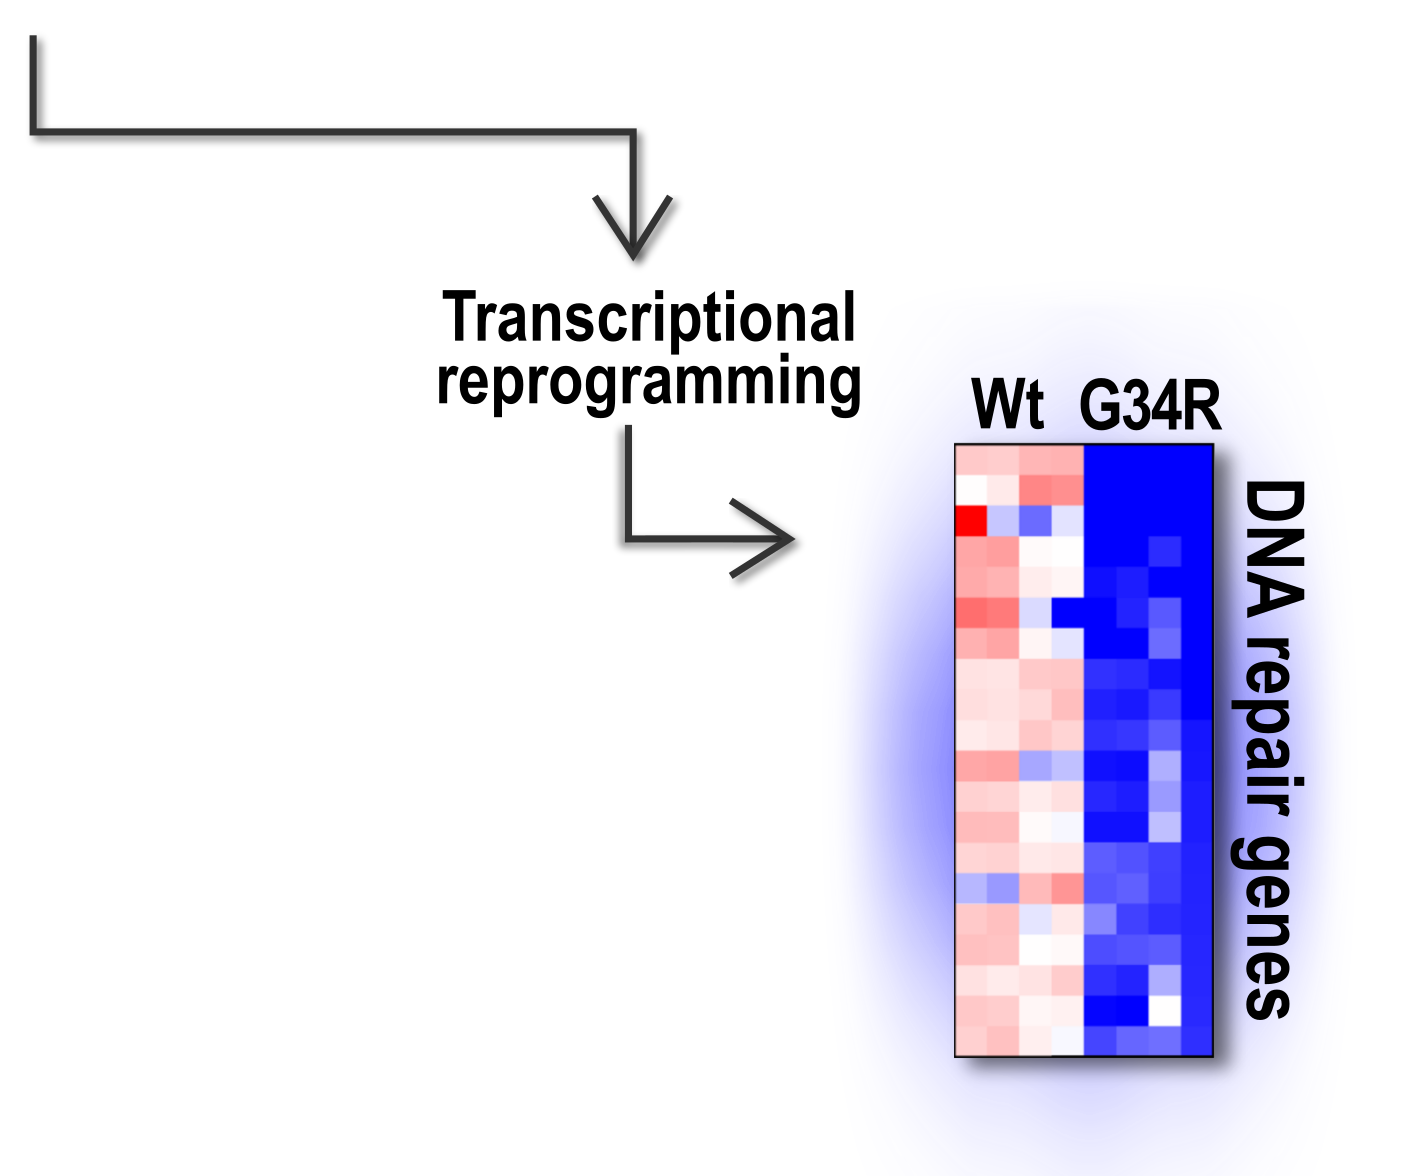 Transcriptional
reprogramming
Wt G34R
DNA repair genes